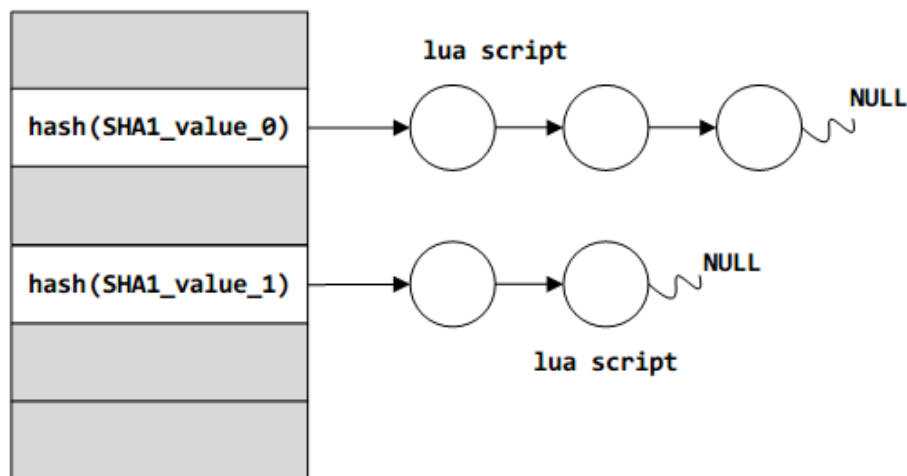 lua script
NULL
hash(SHA1_value_0)
NULL
hash(SHA1_value_1)
lua script